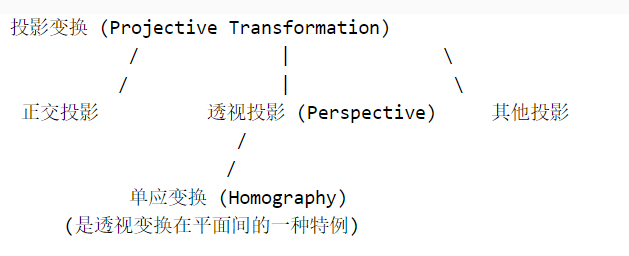 投影变换 (Projective Transformation)
/ | \
/ | \
正交投影 透视投影 (Perspective) 其他投影
/
/
单应变换 (Homography)
(是透视变换在平面间的一种特例)